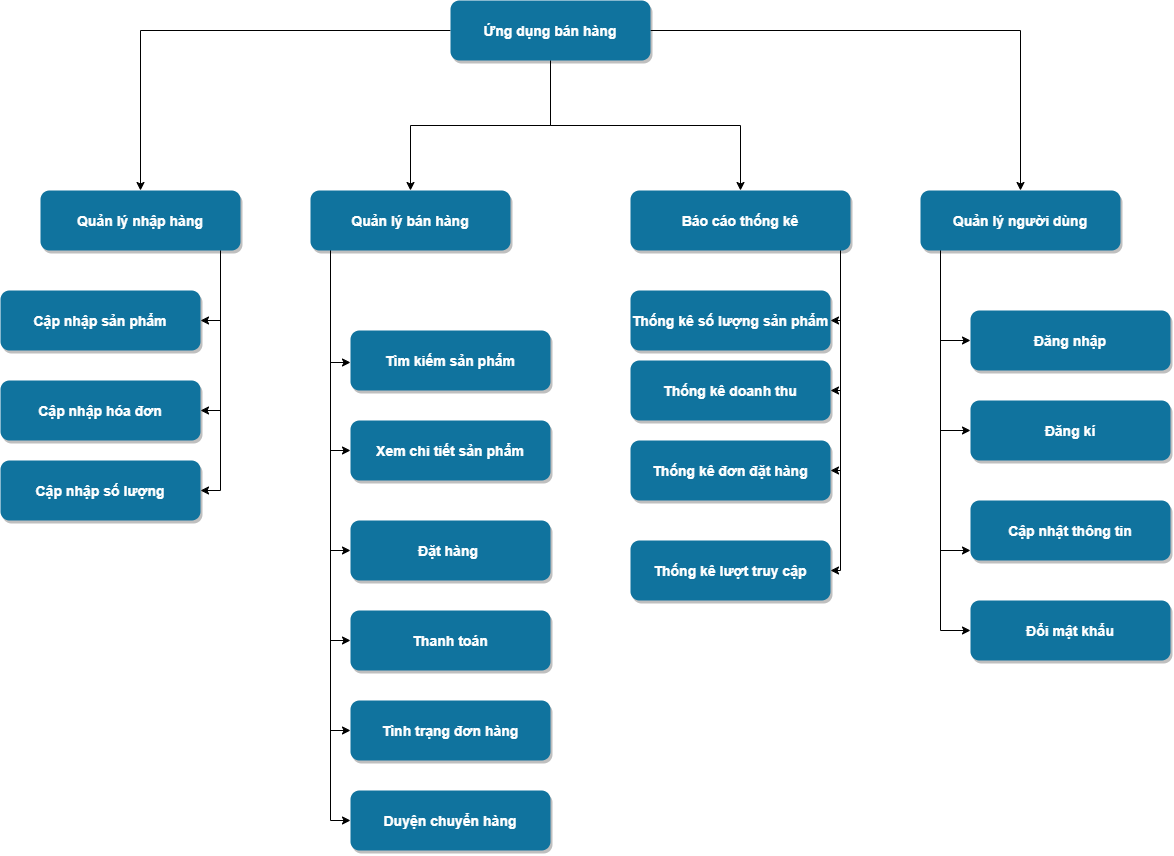 Ứng dụng bán hàng
Quản lý nhập hàng
Quản lý bán hàng
Báo cáo thống kê
Quản lý người dùng
Cập nhập sản phẩm
Cập nhập hóa đơn
Cập nhập số lượng
Tìm kiếm sản phẩm
Xem chi tiết sản phẩm
Đặt hàng
Thanh toán
Tình trạng đơn hàng
Duyện chuyển hàng
Thống kê số lượng sản phẩm
Thống kê doanh thu
Thống kê đơn đặt hàng
Thống kê lượt truy cập
Đăng nhập
Đăng kí
Cập nhật thông tin
Đổi mật khẩu